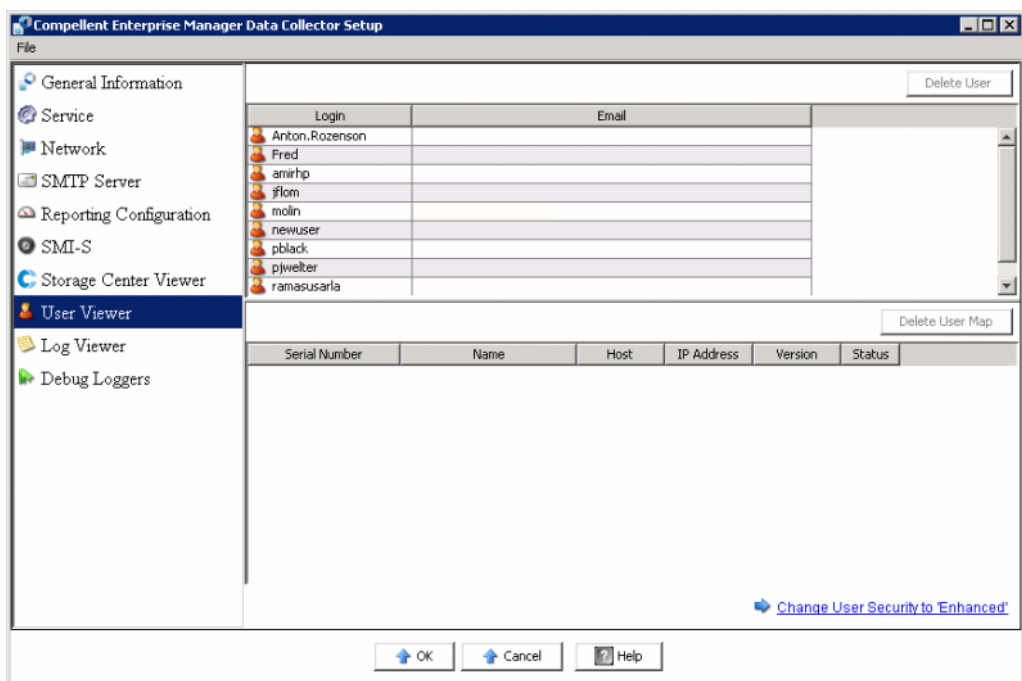 Compellent Enterprise Manager Data Collector Setup
File
General Information
Service
Network
SMTP Server
Reporting Configuration
SMI-S
Storage Center Viewer
User Viewer
Log Viewer
Debug Loggers
Delete User
Login Email
Anton.Rozenson
Fred
amirhp
jflom
molin
newuser
pblack
pjwelter
ramasusarla
Delete User Map
Serial Number Name Host IP Address Version Status
Change User Security to 'Enhanced'
OK Cancel ? Help